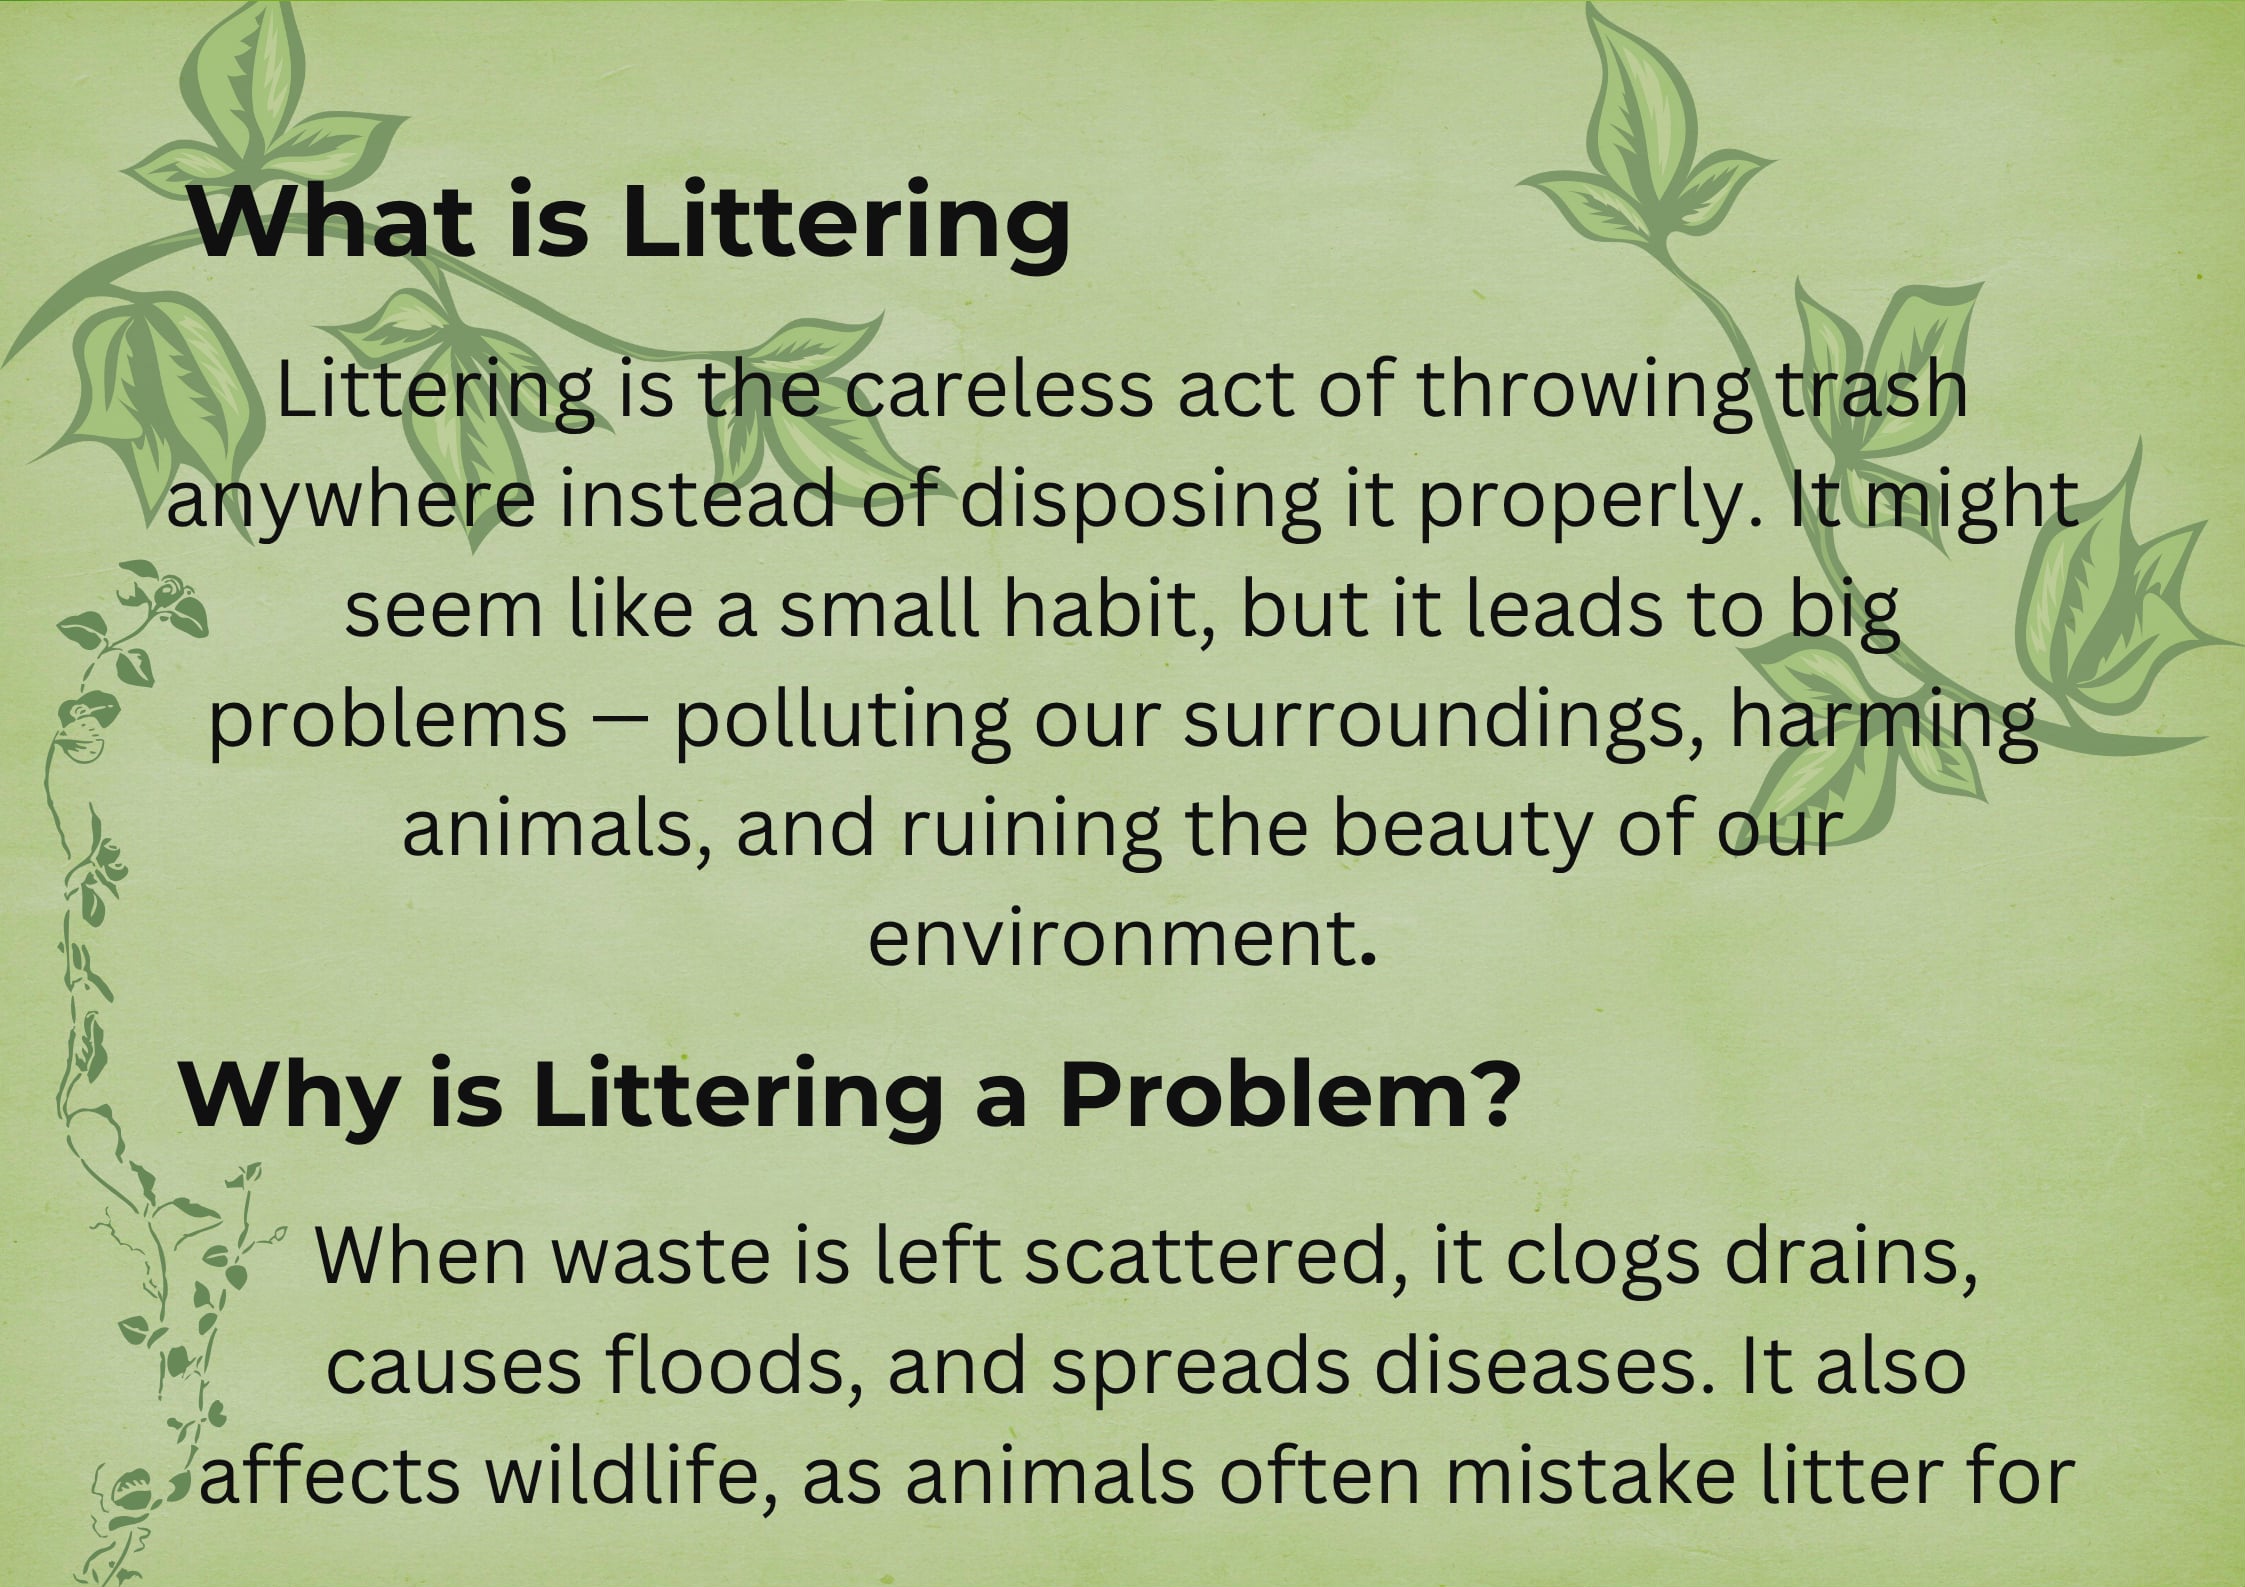 What is Littering
Littering is the careless act of throwing trash
anywhere instead of disposing it properly. It might
seem like a small habit, but it leads to big
problems — polluting our surroundings, harming
animals, and ruining the beauty of our
environment.
Why is Littering a Problem?
When waste is left scattered, it clogs drains,
causes floods, and spreads diseases. It also
affects wildlife, as animals often mistake litter for